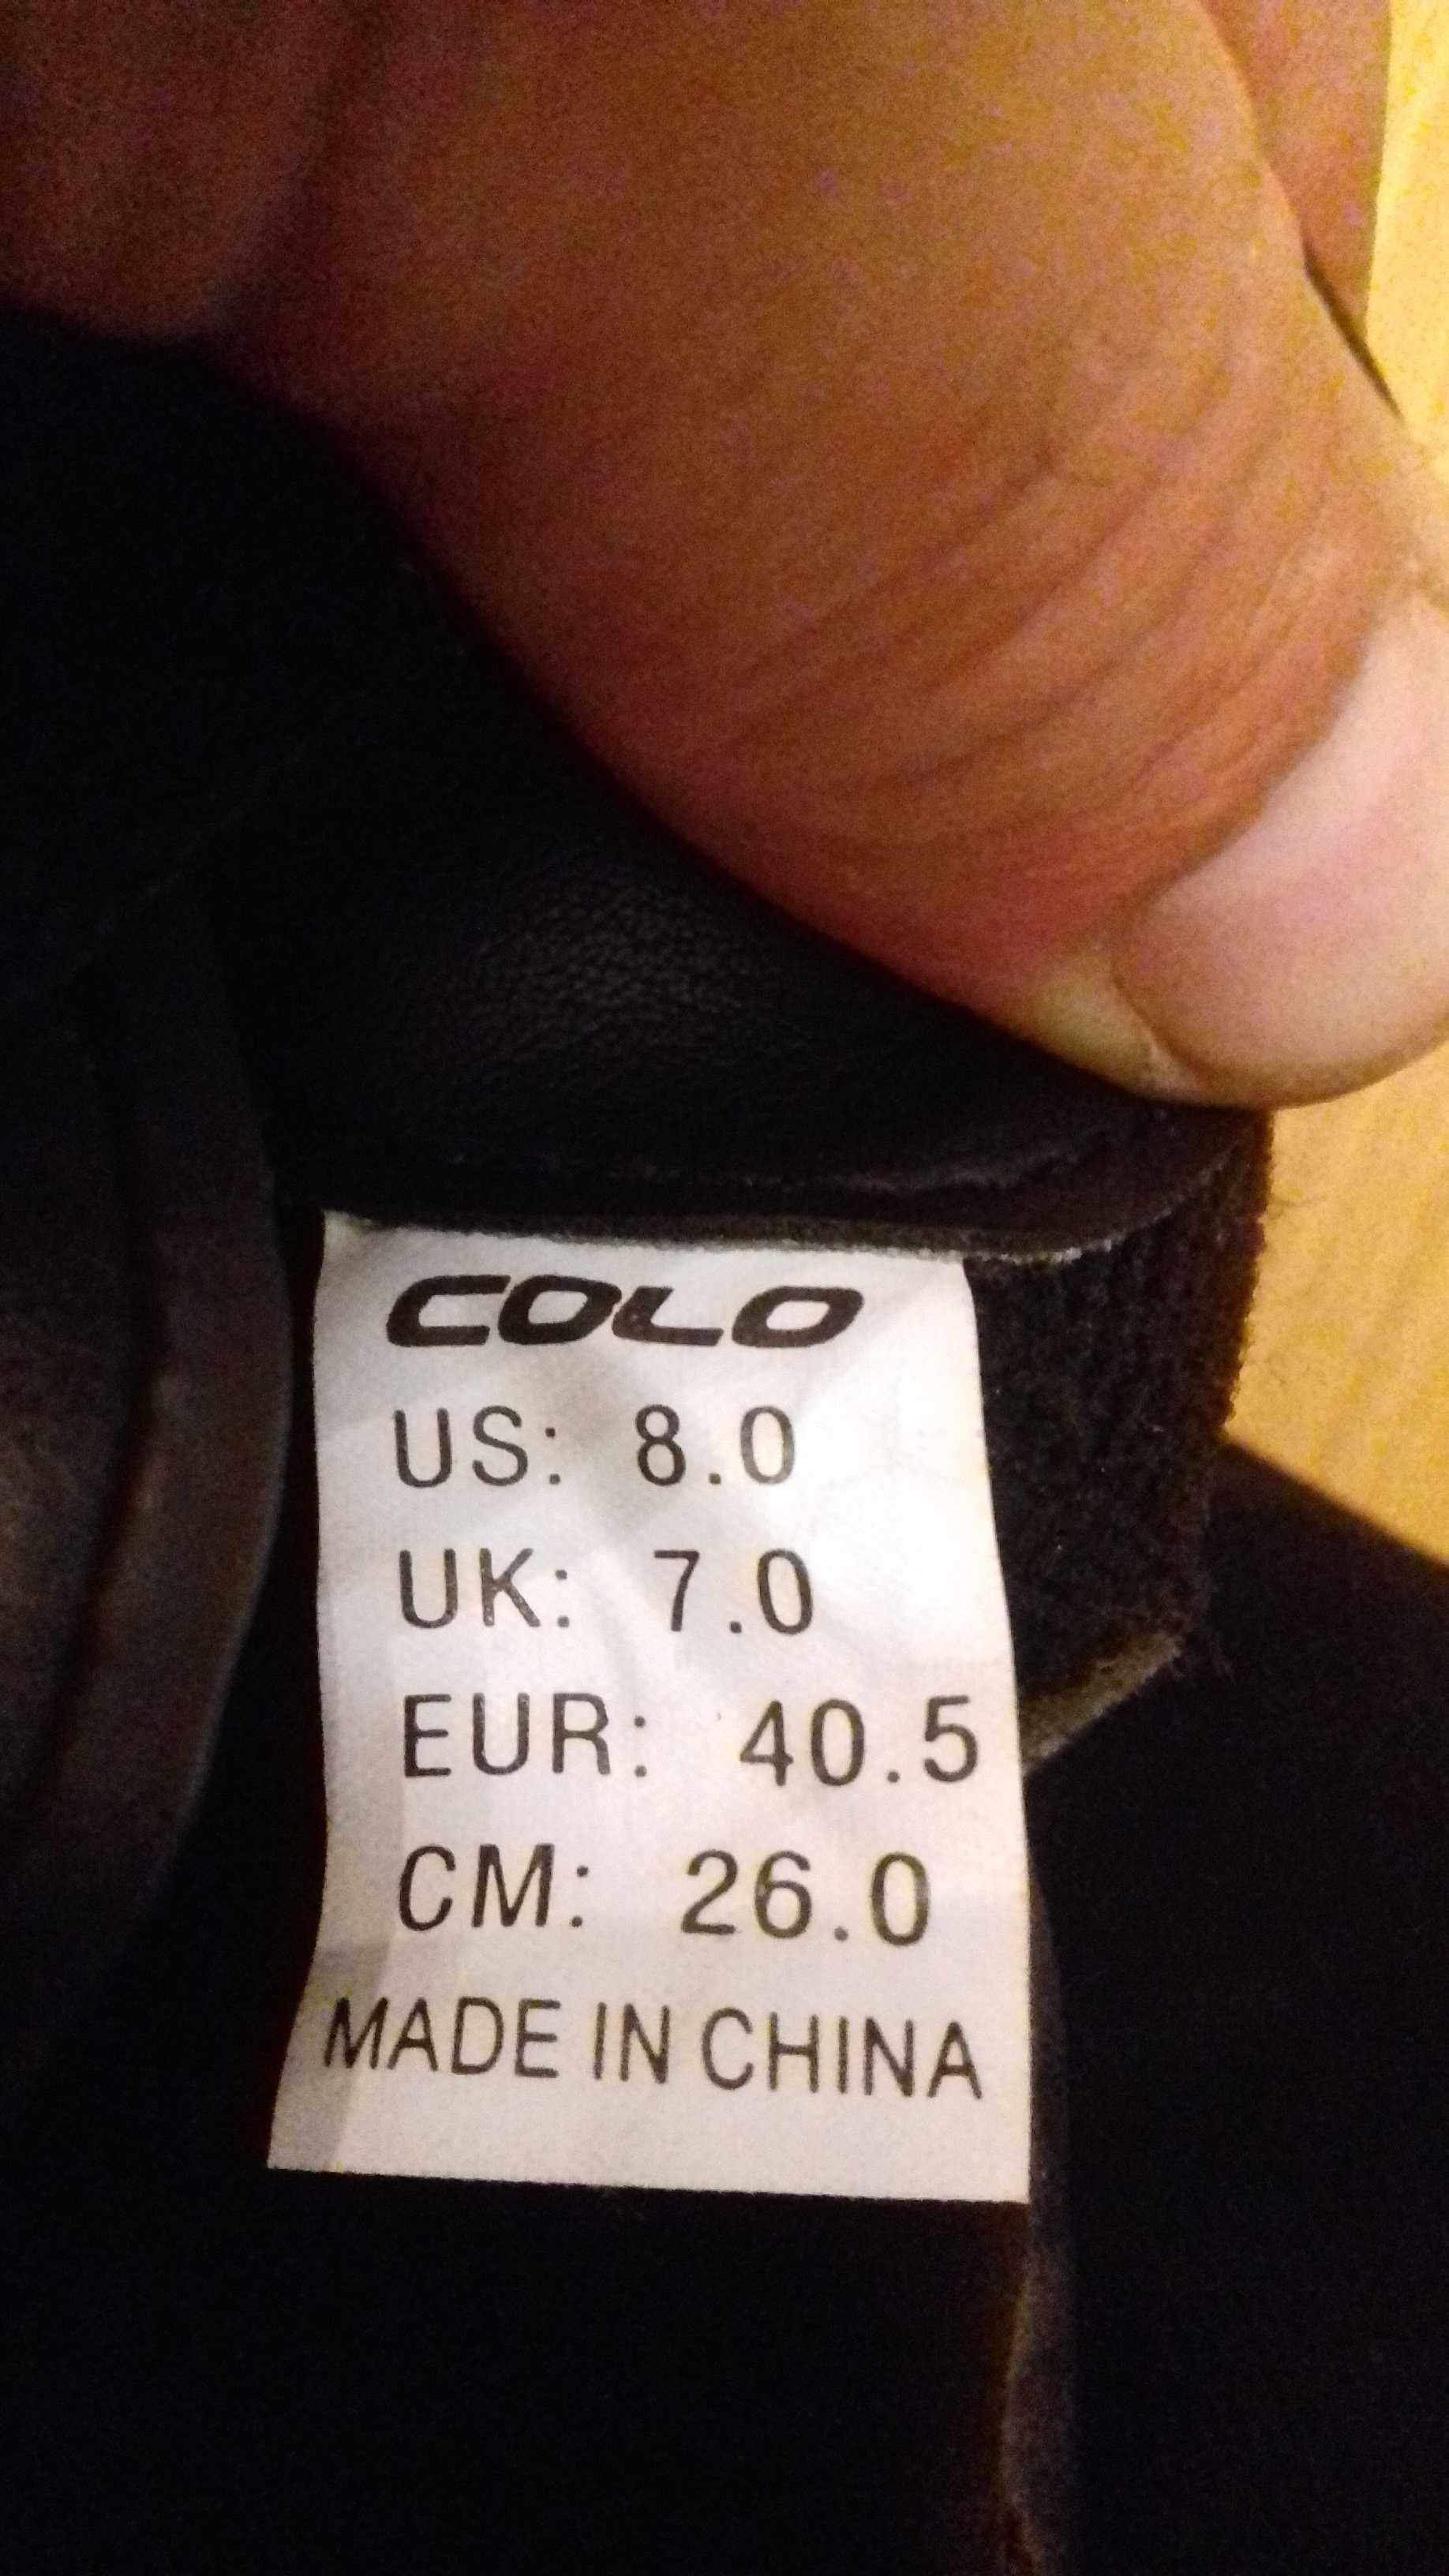 COLO
US: 8.0
UK: 7.0
EUR: 40.5
CM: 26.0
MADE IN CHINA